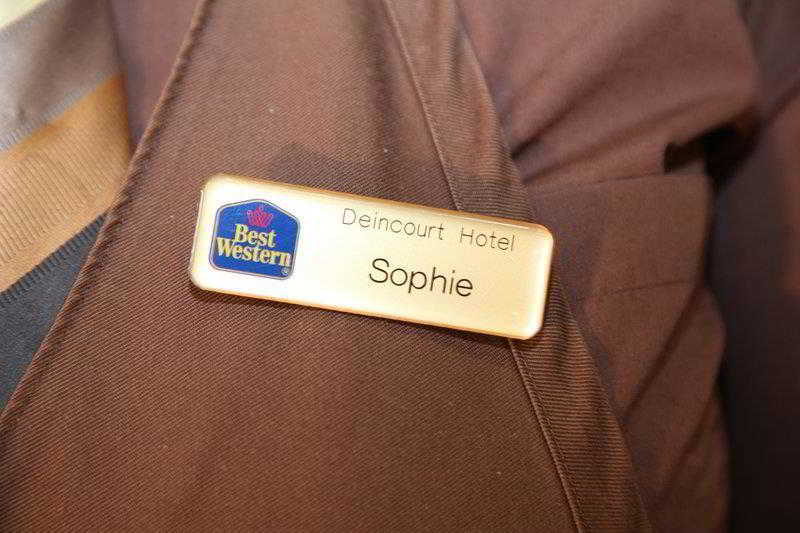 Best
Western
®
Deincourt Hotel
Sophie